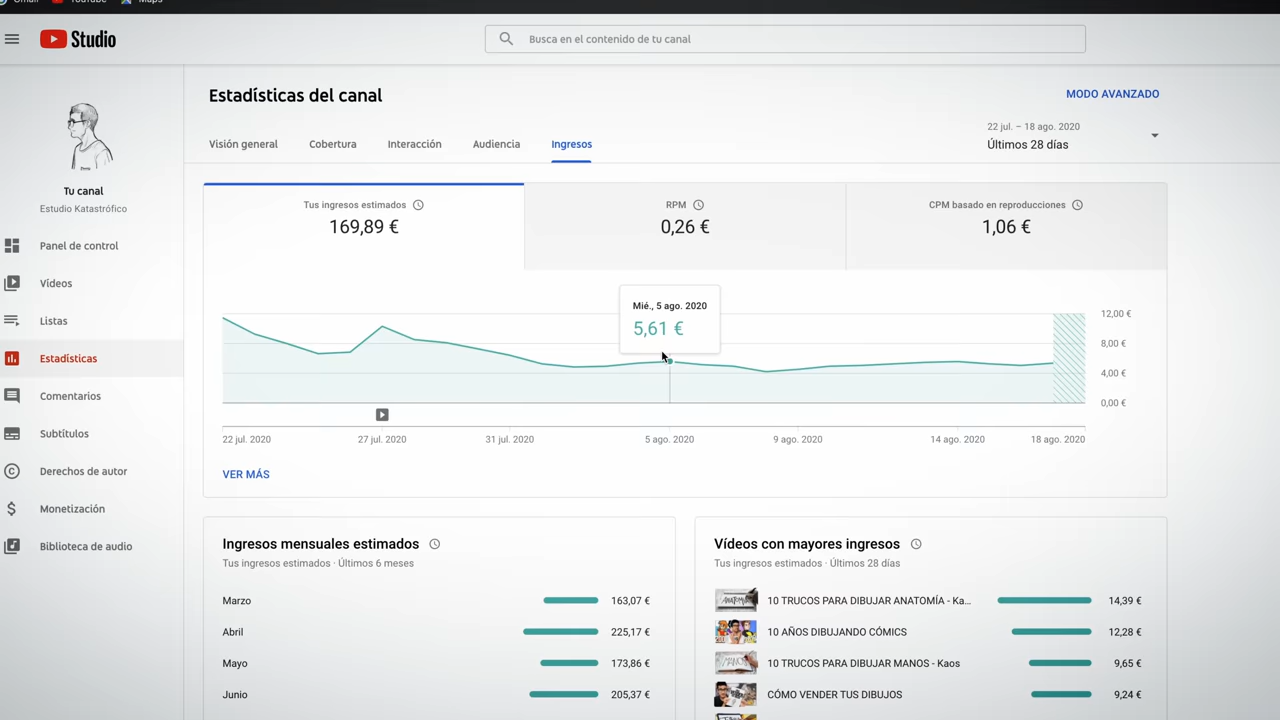 Gmail
YouTube
Maps
Studio
Busca en el contenido de tu canal
Estadísticas del canal
MODO AVANZADO
22 jul. – 18 ago. 2020
Últimos 28 días
Visión general
Cobertura
Interacción
Audiencia
Ingresos
Tu canal
Estudio Katastrófico
Panel de control
Vídeos
Listas
Estadísticas
Comentarios
Subtítulos
Derechos de autor
Monetización
Biblioteca de audio
Tus ingresos estimados
169,89 €
RPM
0,26 €
CPM basado en reproducciones
1,06 €
Mié., 5 ago. 2020
5,61 €
12,00 €
8,00 €
4,00 €
0,00 €
22 jul. 2020
27 jul. 2020
31 jul. 2020
5 ago. 2020
9 ago. 2020
14 ago. 2020
18 ago. 2020
VER MÁS
Ingresos mensuales estimados
Tus ingresos estimados · Últimos 6 meses
Marzo 163,07 €
Abril 225,17 €
Mayo 173,86 €
Junio 205,37 €
Vídeos con mayores ingresos
Tus ingresos estimados · Últimos 28 días
10 TRUCOS PARA DIBUJAR ANATOMÍA - Ka... 14,39 €
10 AÑOS DIBUJANDO CÓMICS 12,28 €
10 TRUCOS PARA DIBUJAR MANOS - Kaos 9,65 €
CÓMO VENDER TUS DIBUJOS 9,24 €